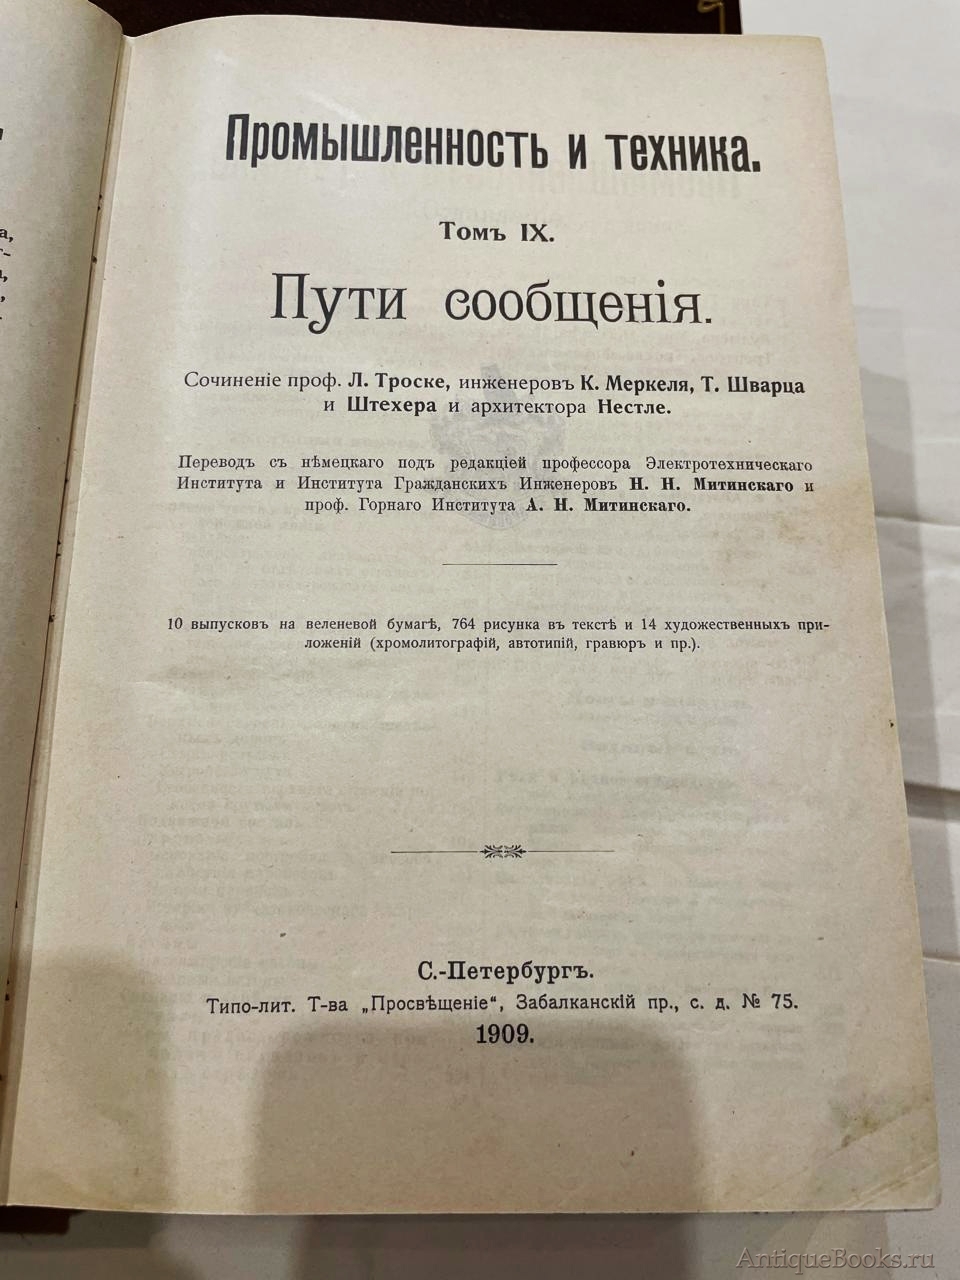 Промышленность и техника.
Томъ IX.
Пути сообщенія.
Сочиненіе проф. Л. Троске, инженеровъ К. Меркеля, Т. Шварца
и Штехера и архитектора Нестле.
Переводъ съ нѣмецкаго подъ редакціей профессора Электротехническаго
Института и Института Гражданскихъ Инженеровъ Н. Н. Митинскаго и
проф. Горнаго Института А. Н. Митинскаго.
10 выпусковъ на веленевой бумагѣ, 764 рисунка въ текстѣ и 14 художественныхъ при-
ложеній (хромолитографій, автотипій, гравюръ и пр.).
С.-Петербургъ.
Типо-лит. Т-ва „Просвѣщеніе“, Забалканскій пр., с. д. № 75.
1909.
AntiqueBooks.ru